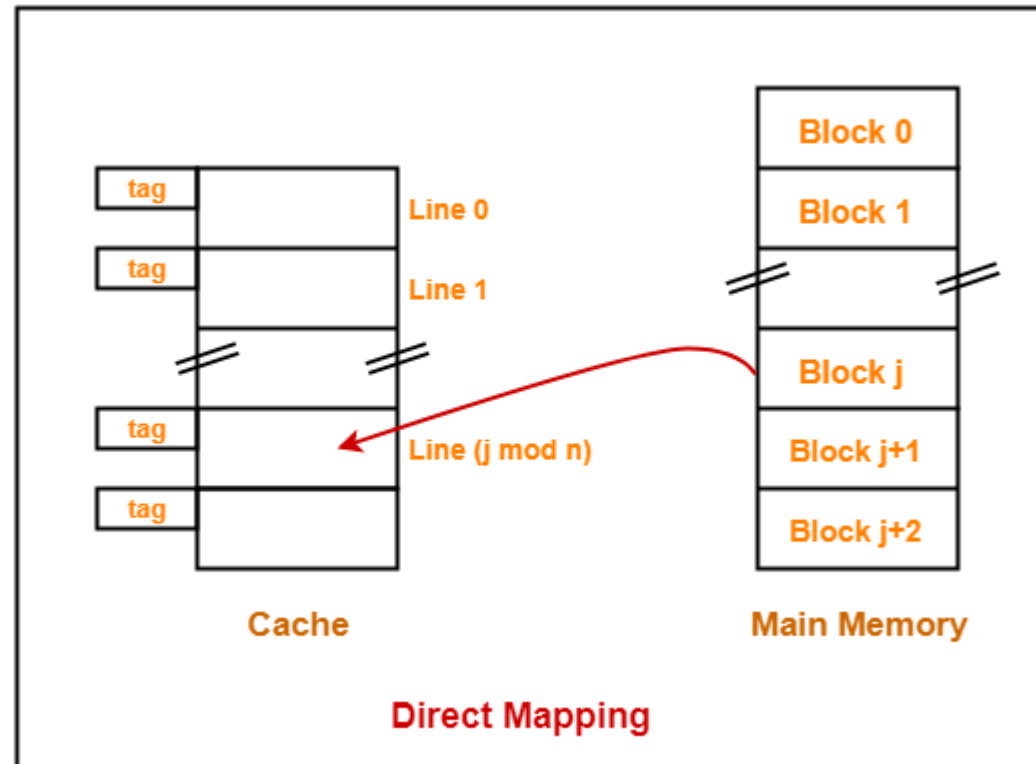 tag
Line 0
tag
Line 1
tag
Line (j mod n)
tag
Cache
Block 0
Block 1
Block j
Block j+1
Block j+2
Main Memory
Direct Mapping